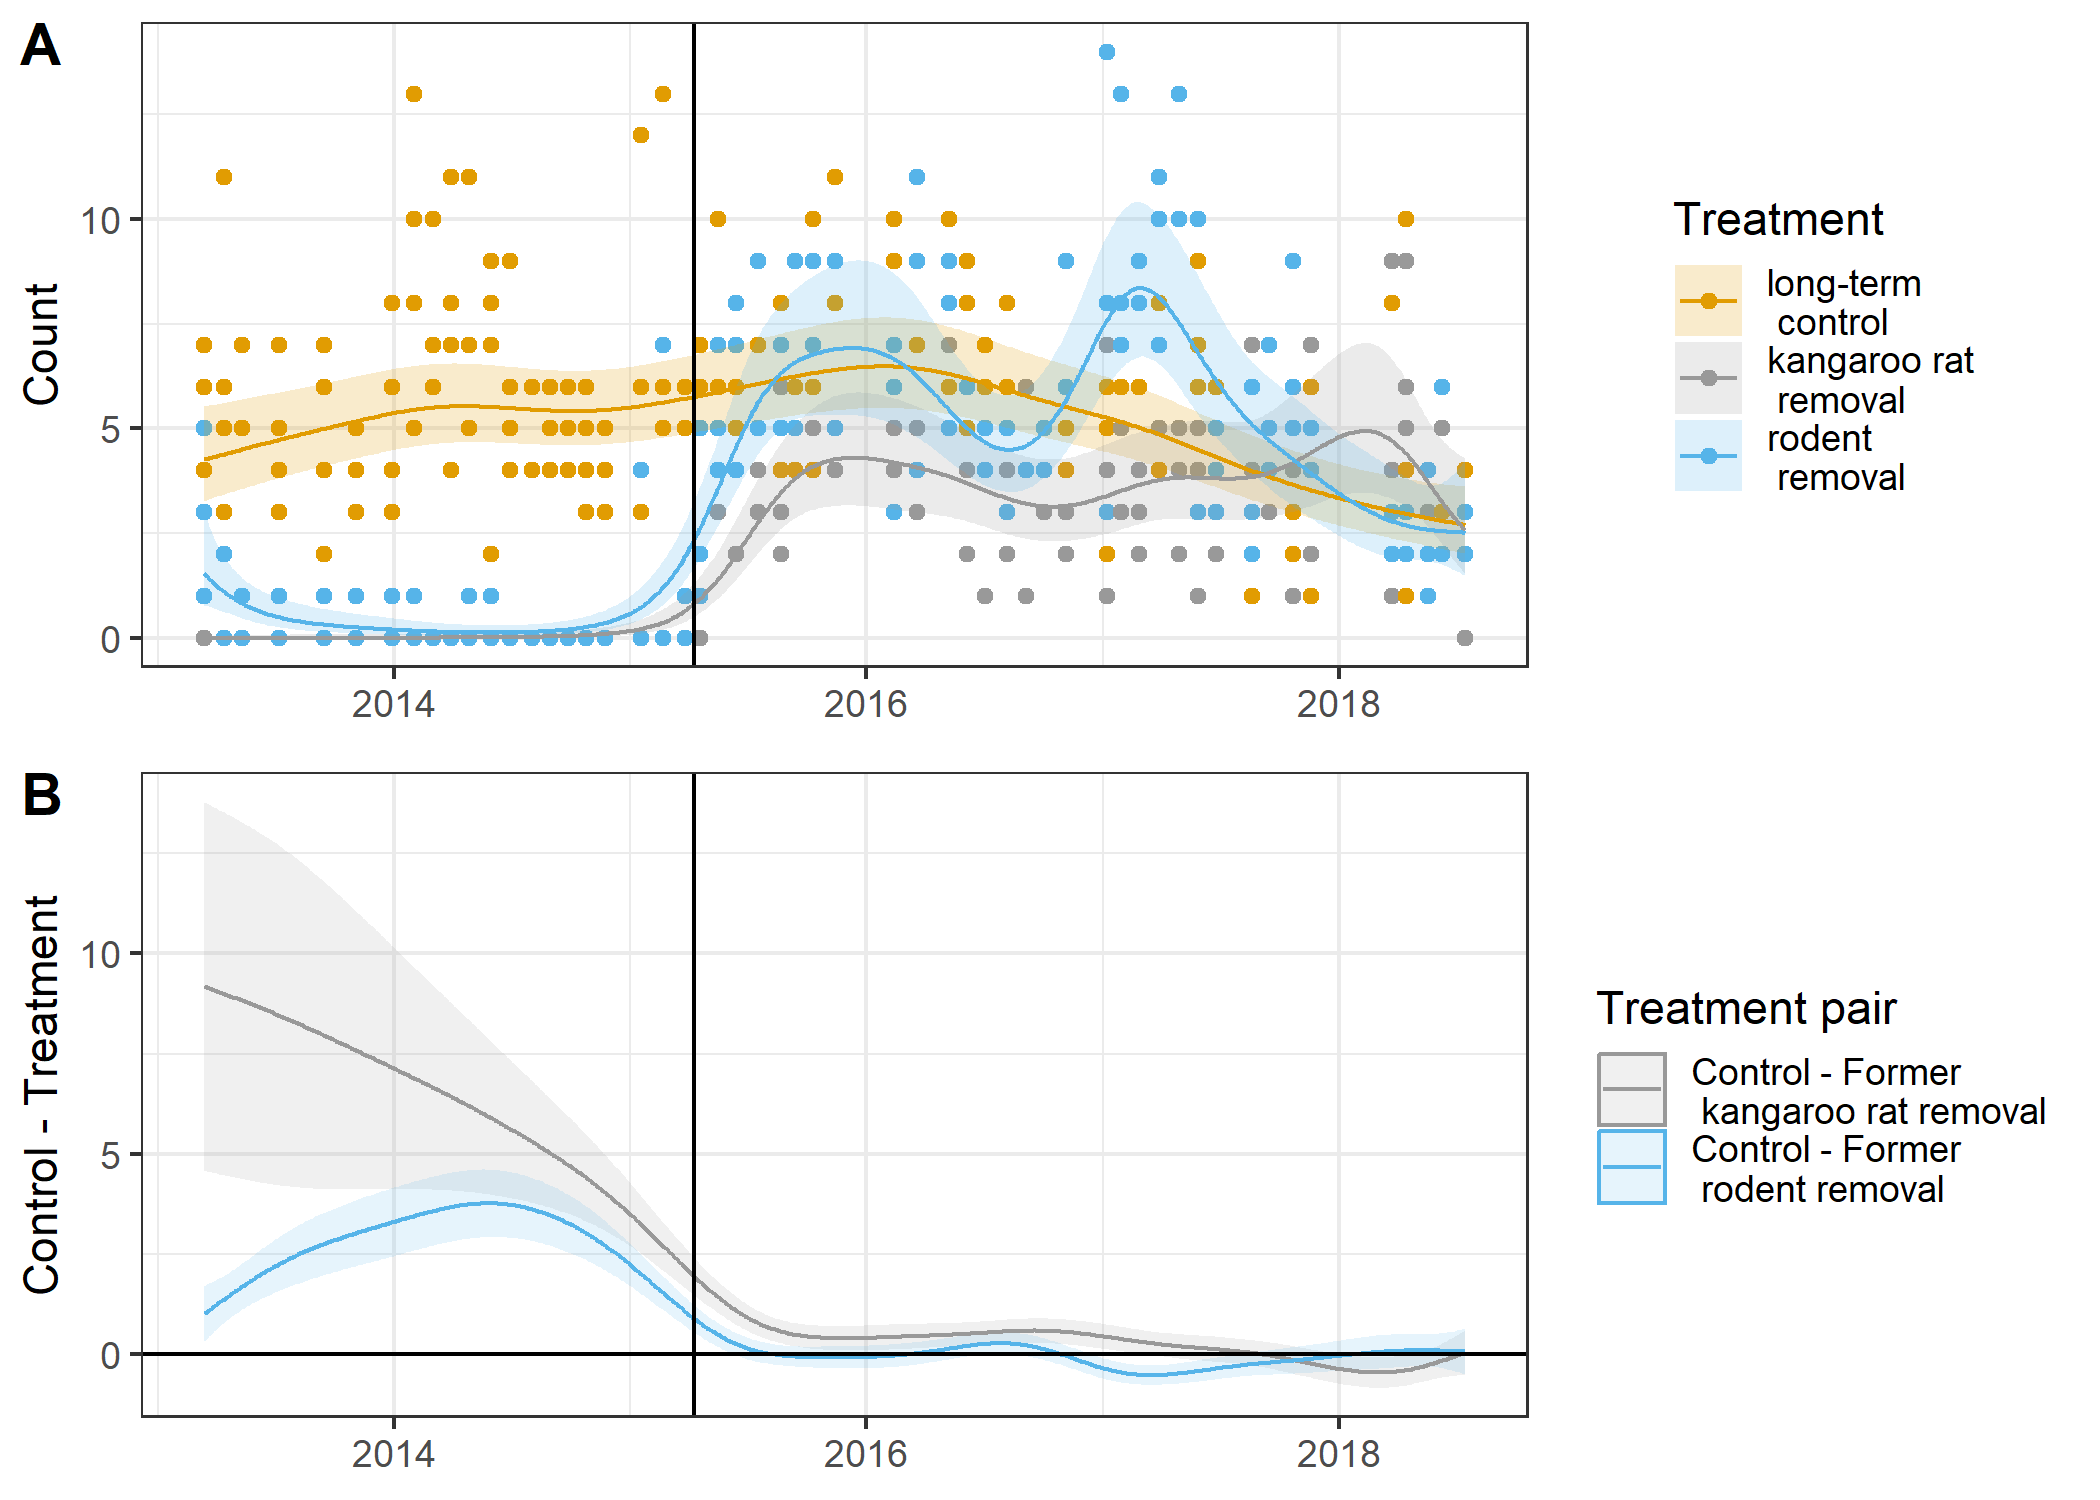 A
Count
10
5
0
2014
2016
2018
Treatment
long-term
control
kangaroo rat
removal
rodent
removal
B
Control - Treatment
10
5
0
2014
2016
2018
Treatment pair
Control - Former
kangaroo rat removal
Control - Former
rodent removal